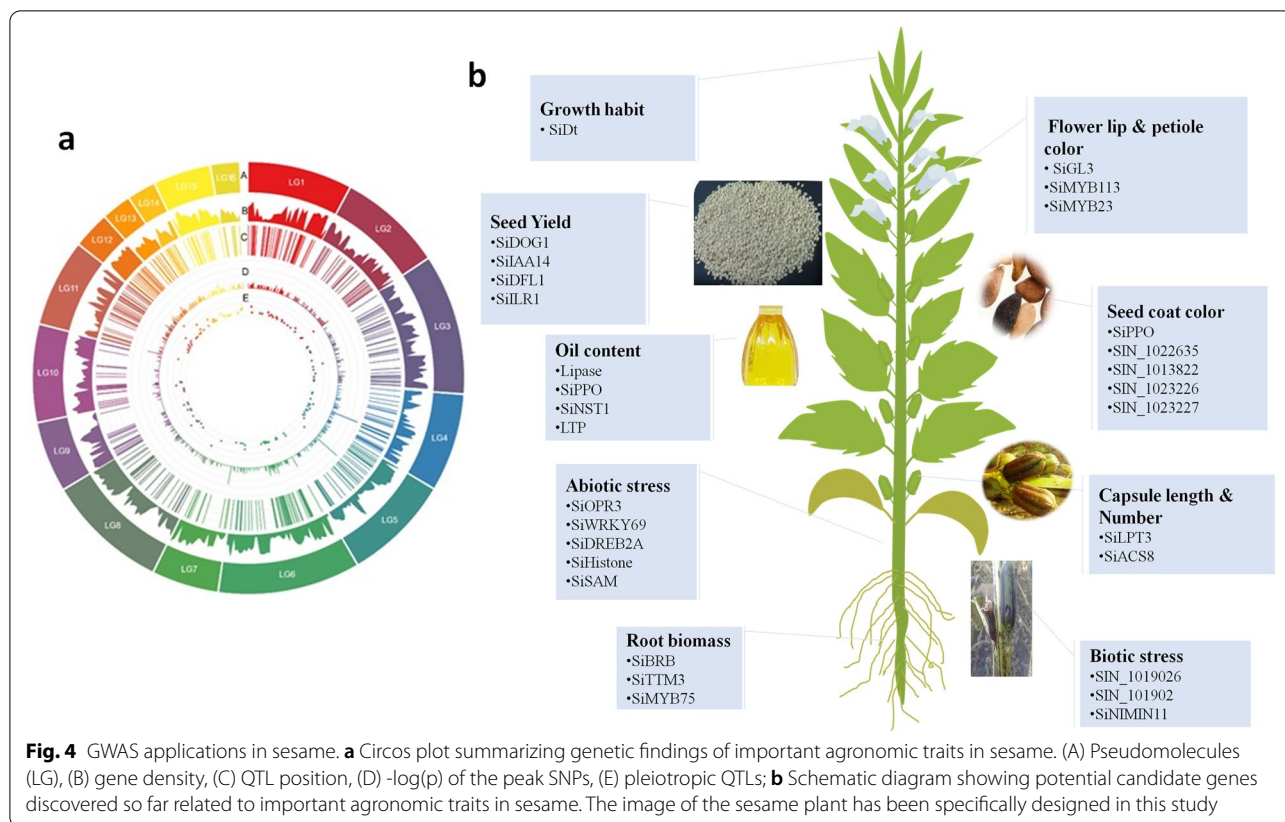 a
A
B
C
D
E
LG1
LG2
LG3
LG4
LG5
LG6
LG7
LG8
LG9
LG10
LG11
LG12
LG13
LG14
LG15
LG16
b
Growth habit
• SiDt
Seed Yield
•SiDOG1
•SiIAA14
•SiDFL1
•SiILR1
Oil content
•Lipase
•SiPPO
•SiNST1
•LTP
Abiotic stress
•SiOPR3
•SiWRKY69
•SiDREB2A
•SiHistone
•SiSAM
Root biomass
•SiBRB
•SiTTM3
•SiMYB75
Flower lip & petiole
color
• SiGL3
•SiMYB113
•SiMYB23
Seed coat color
•SiPPO
•SIN_1022635
•SIN_1013822
•SIN_1023226
•SIN_1023227
Capsule length &
Number
•SiLPT3
•SiACS8
Biotic stress
•SIN_1019026
•SIN_101902
•SiNIMIN11
Fig. 4 GWAS applications in sesame. a Circos plot summarizing genetic findings of important agronomic traits in sesame. (A) Pseudomolecules
(LG), (B) gene density, (C) QTL position, (D) -log(p) of the peak SNPs, (E) pleiotropic QTLs; b Schematic diagram showing potential candidate genes
discovered so far related to important agronomic traits in sesame. The image of the sesame plant has been specifically designed in this study